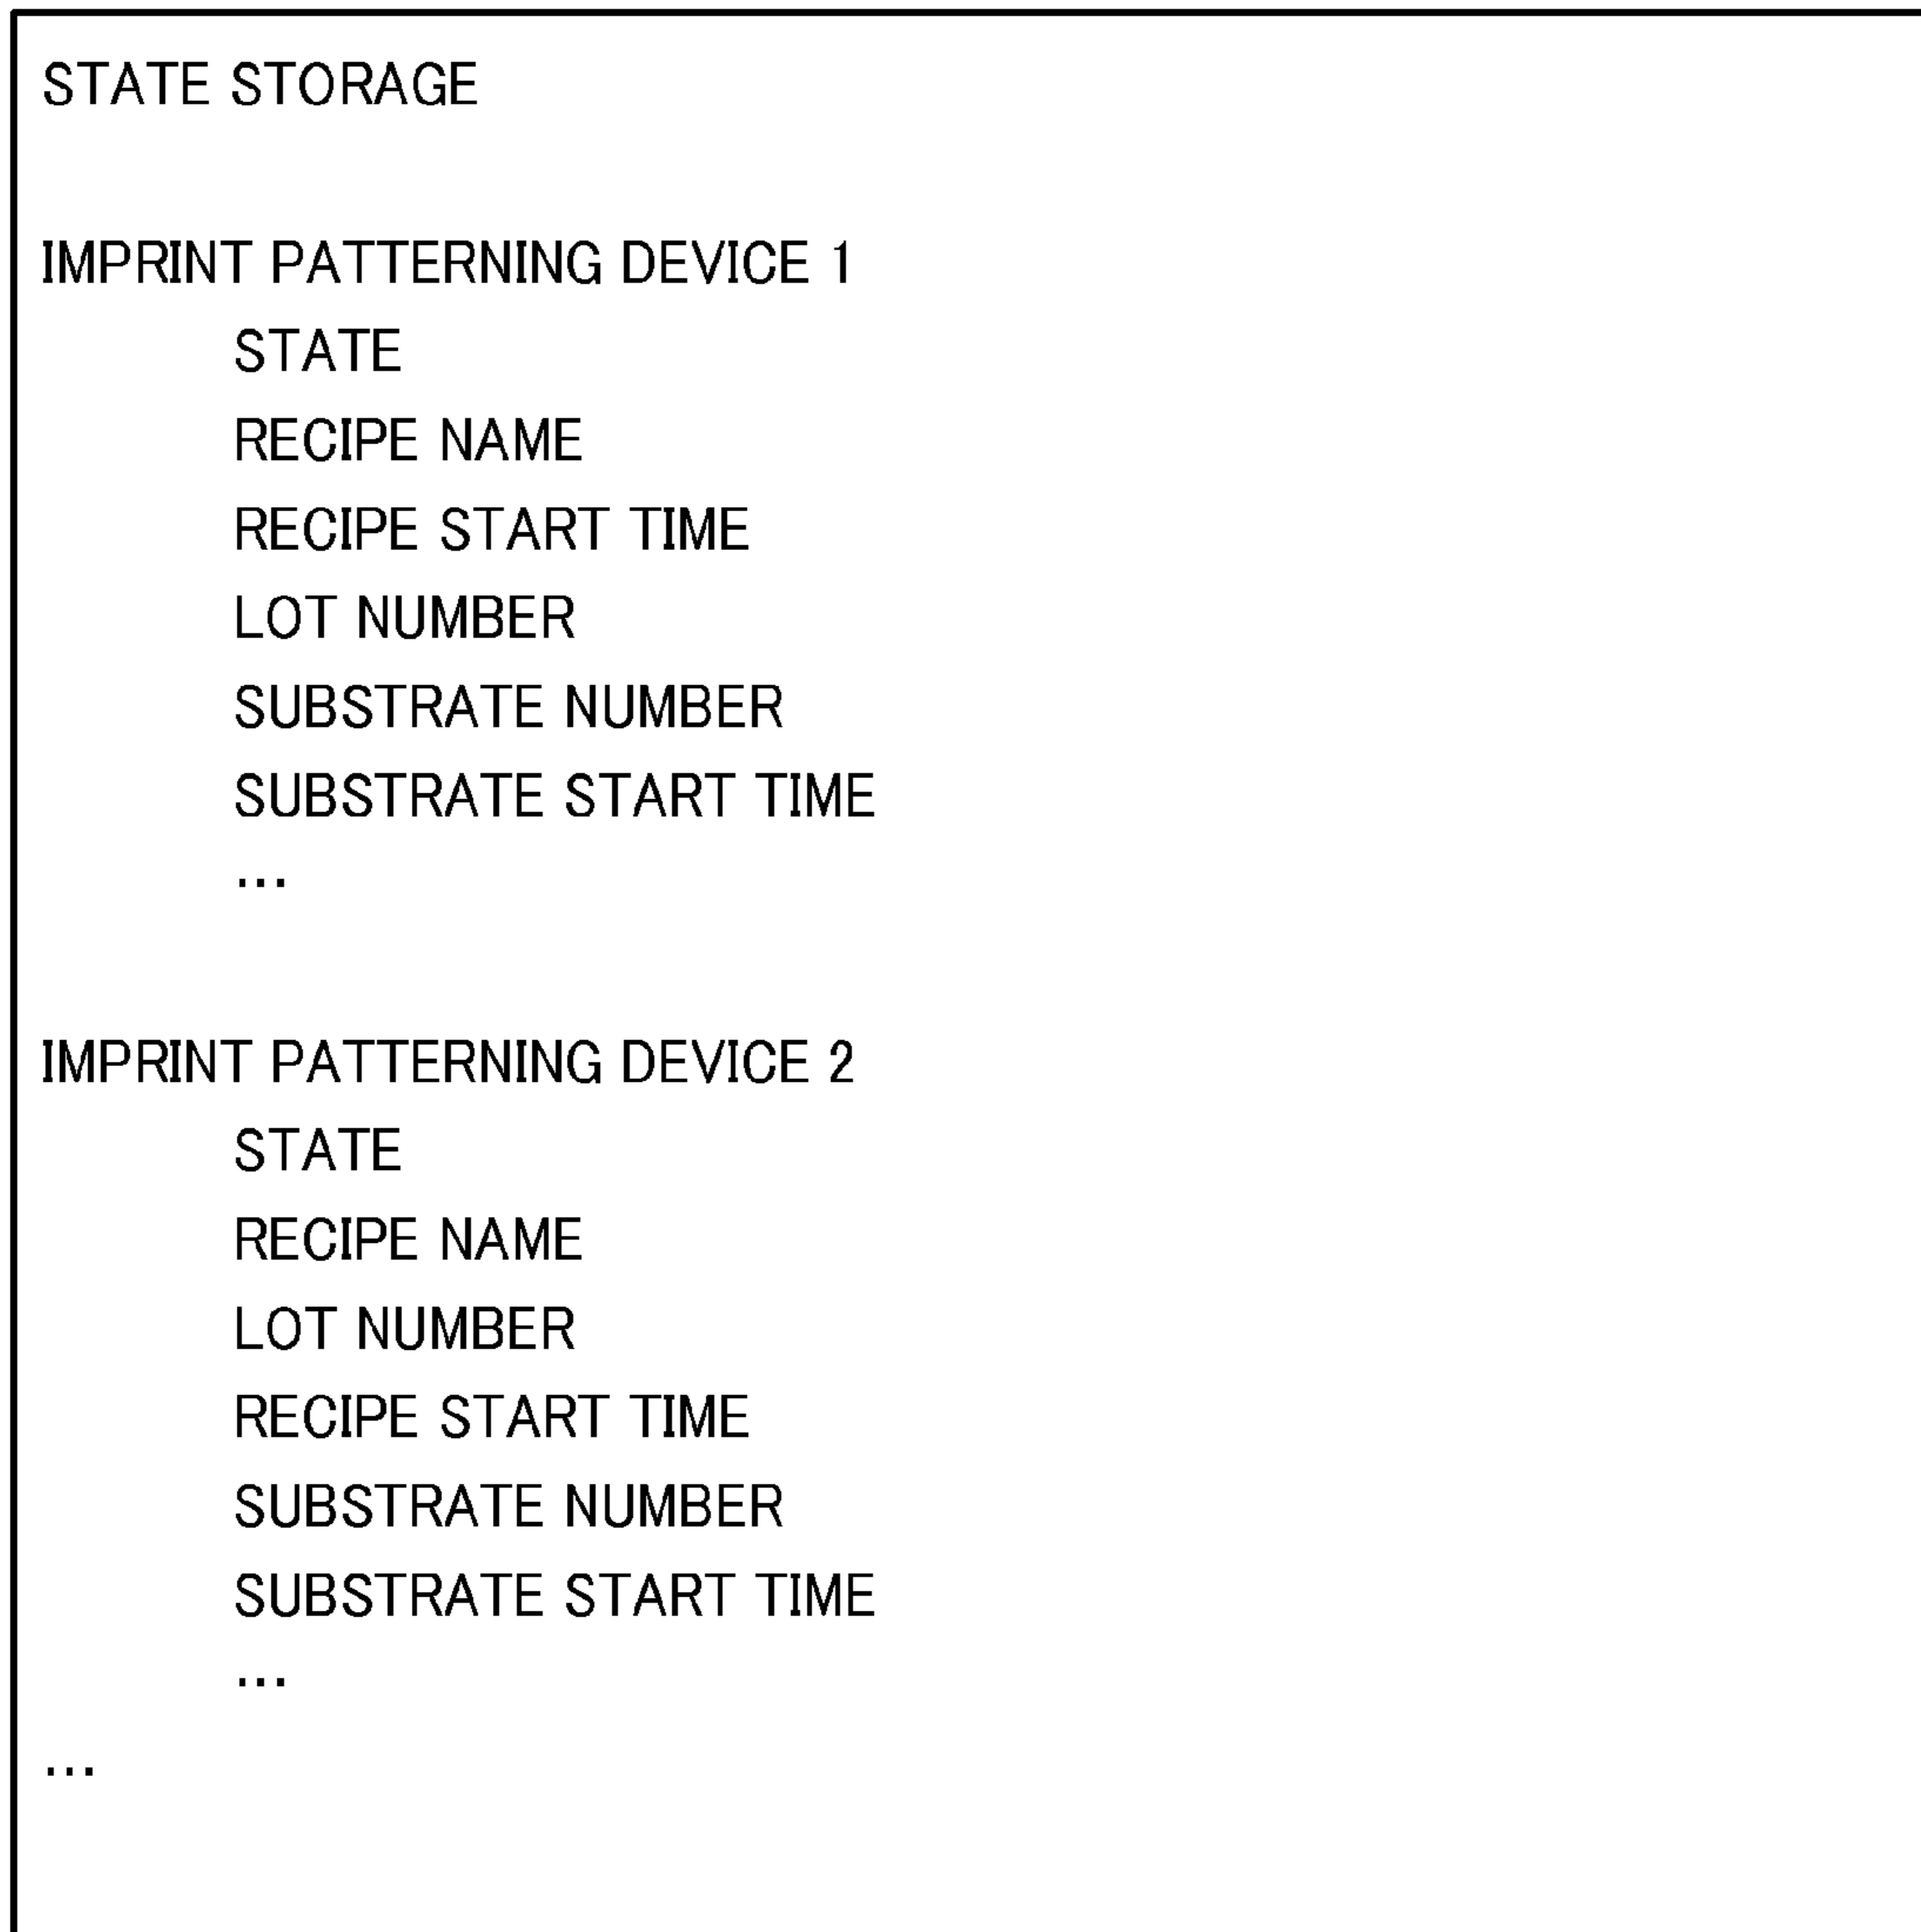 STATE STORAGE
IMPRINT PATTERNING DEVICE 1
STATE
RECIPE NAME
RECIPE START TIME
LOT NUMBER
SUBSTRATE NUMBER
SUBSTRATE START TIME
...
IMPRINT PATTERNING DEVICE 2
STATE
RECIPE NAME
LOT NUMBER
RECIPE START TIME
SUBSTRATE NUMBER
SUBSTRATE START TIME
...
...